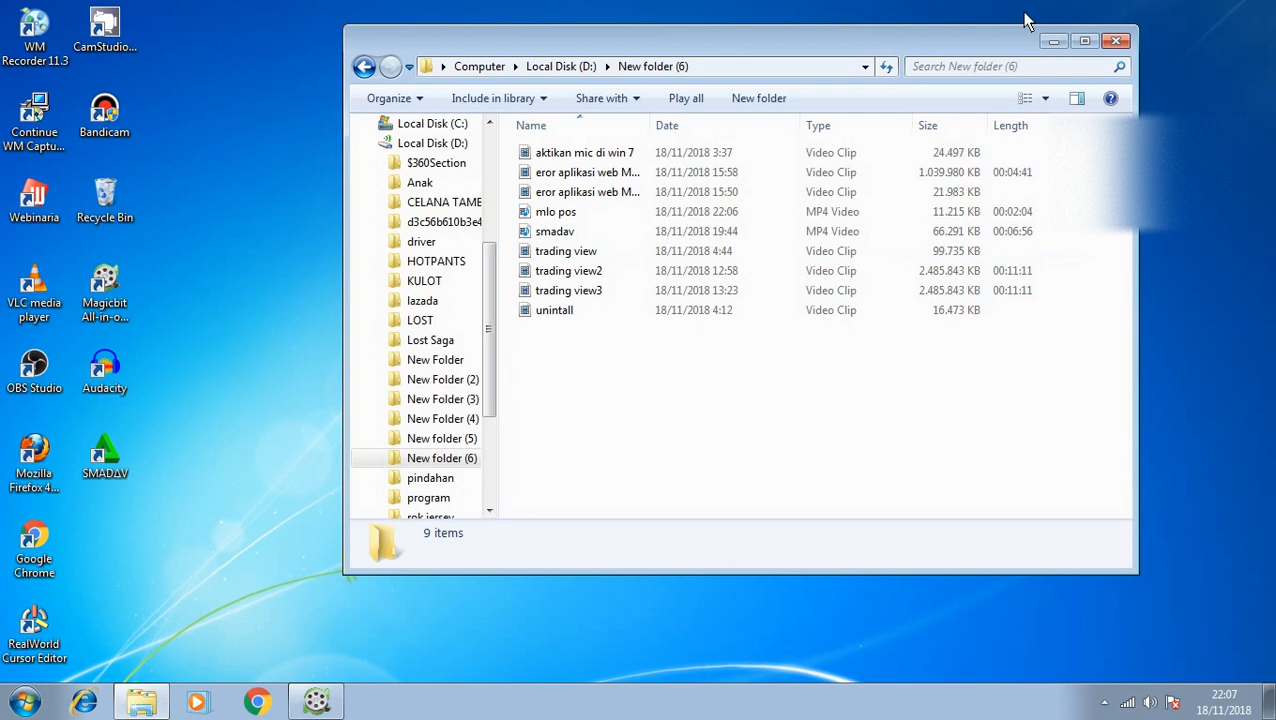 WM
Recorder 11.3
CamStudio...
Continue
WM Captu...
Bandicam
Webinaria
Recycle Bin
VLC media
player
Magicbit
All-in-o...
OBS Studio
Audacity
Mozilla
Firefox 4...
SMADΔV
Google
Chrome
RealWorld
Cursor Editor
Computer
Local Disk (D:)
New folder (6)
Search New folder (6)
Organize
Include in library
Share with
Play all
New folder
Local Disk (C:)
Local Disk (D:)
$360Section
Anak
CELANA TAMB
d3c56b610b3e4
driver
HOTPANTS
KULOT
lazada
LOST
Lost Saga
New Folder
New Folder (2)
New Folder (3)
New Folder (4)
New folder (5)
New folder (6)
pindahan
program
rok jersey
Name Date Type Size Length
aktikan mic di win 7 18/11/2018 3:37 Video Clip 24.497 KB
eror aplikasi web M... 18/11/2018 15:58 Video Clip 1.039.980 KB 00:04:41
eror aplikasi web M... 18/11/2018 15:50 Video Clip 21.983 KB
mlo pos 18/11/2018 22:06 MP4 Video 11.215 KB 00:02:04
smadav 18/11/2018 19:44 MP4 Video 66.291 KB 00:06:56
trading view 18/11/2018 4:44 Video Clip 99.735 KB
trading view2 18/11/2018 12:58 Video Clip 2.485.843 KB 00:11:11
trading view3 18/11/2018 13:23 Video Clip 2.485.843 KB 00:11:11
unintall 18/11/2018 4:12 Video Clip 16.473 KB
9 items
22:07
18/11/2018